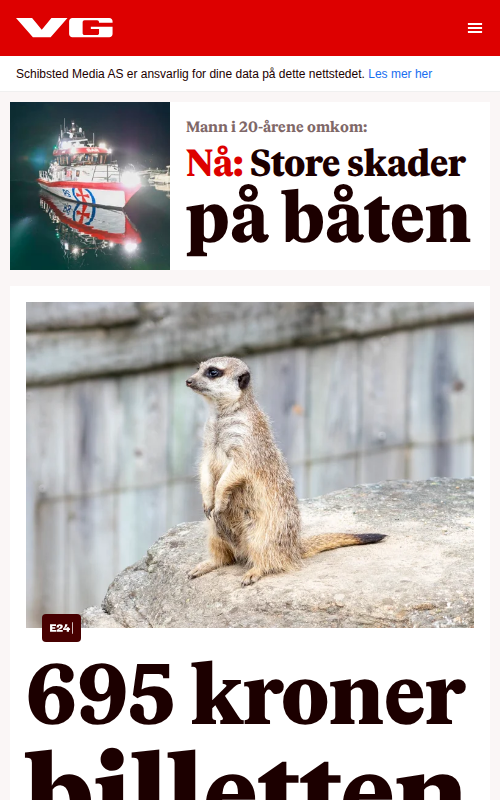 VG
Schibsted Media AS er ansvarlig for dine data på dette nettstedet. Les mer her
Mann i 20-årene omkom:
Nå: Store skader
på båten
E24
695 kroner
billetten